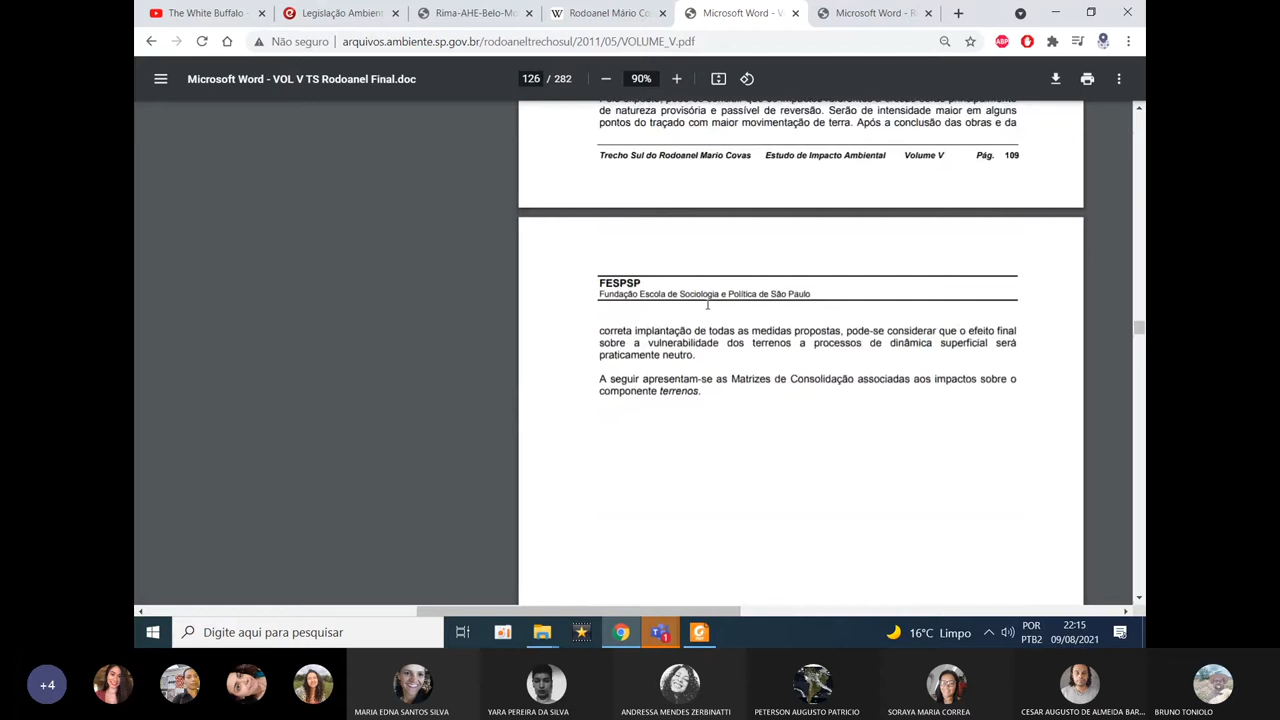 The White Buffalo -
Legislação Ambient
Rima-AHE-Belo-Mo
Rodoanel Mário Co
Microsoft Word - V
Microsoft Word - R
Não seguro
arquivos.ambiente.sp.gov.br/rodoaneltrechosul/2011/05/VOLUME_V.pdf
ABP
Microsoft Word - VOL V TS Rodoanel Final.doc
126 / 282
90%
de natureza provisória e passível de reversão. Serão de intensidade maior em alguns
pontos do traçado com maior movimentação de terra. Após a conclusão das obras e da
Trecho Sul do Rodoanel Mario Covas Estudo de Impacto Ambiental Volume V Pág. 109
FESPSP
Fundação Escola de Sociologia e Política de São Paulo
correta implantação de todas as medidas propostas, pode-se considerar que o efeito final
sobre a vulnerabilidade dos terrenos a processos de dinâmica superficial será
praticamente neutro.
A seguir apresentam-se as Matrizes de Consolidação associadas aos impactos sobre o
componente terrenos.
Digite aqui para pesquisar
1
16°C Limpo
POR
PTB2
22:15
09/08/2021
+4
MARIA EDNA SANTOS SILVA
YARA PEREIRA DA SILVA
ANDRESSA MENDES ZERBINATTI
PETERSON AUGUSTO PATRICIO
SORAYA MARIA CORREA
CESAR AUGUSTO DE ALMEIDA BAR...
BRUNO TONIOLO